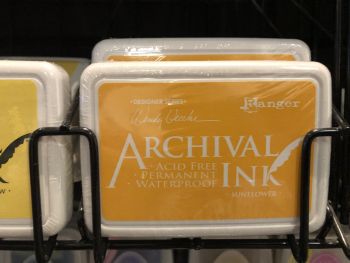 ·DESIGNER SERIES·
Wendy Vecchi
Ranger
ARCHIVAL
INK
· ACID FREE
· PERMANENT
· WATERPROOF
SUNFLOWER
W